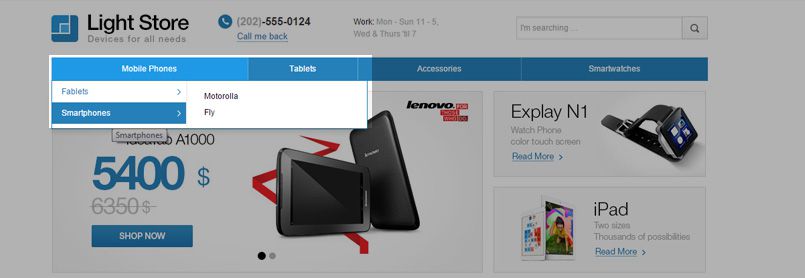 Light Store
Devices for all needs
(202)-555-0124
Call me back
Work: Mon - Sun 11 - 5,
Wed & Thurs 'til 7
I'm searching ...
Mobile Phones
Tablets
Accessories
Smartwatches
Fablets
Smartphones
Motorolla
Fly
Smartphones
A1000
5400 $
6350 $
SHOP NOW
lenovo FOR
THOSE
WHO DO
Explay N1
Watch Phone
color touch screen
Read More
iPad
Two sizes
Thousands of possibilities
Read More